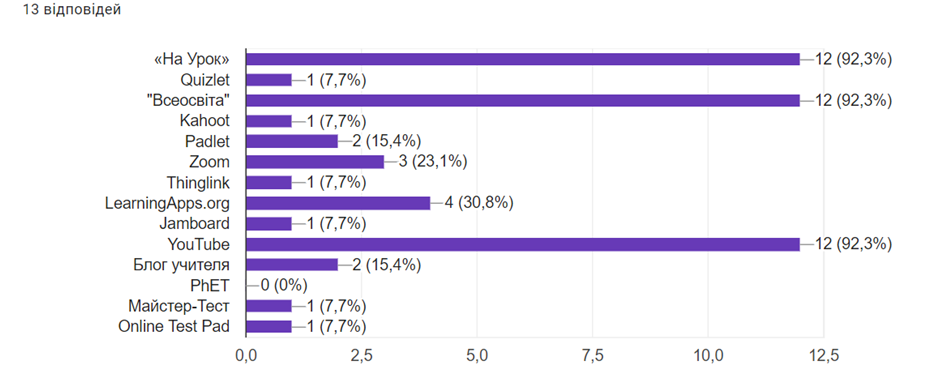 13 відповідей
«На Урок» 12 (92,3%)
Quizlet 1 (7,7%)
"Всеосвіта" 12 (92,3%)
Kahoot 1 (7,7%)
Padlet 2 (15,4%)
Zoom 3 (23,1%)
Thinglink 1 (7,7%)
LearningApps.org 4 (30,8%)
Jamboard 1 (7,7%)
YouTube 12 (92,3%)
Блог учителя 2 (15,4%)
PhET 0 (0%)
Майстер-Тест 1 (7,7%)
Online Test Pad 1 (7,7%)
0,0 2,5 5,0 7,5 10,0 12,5